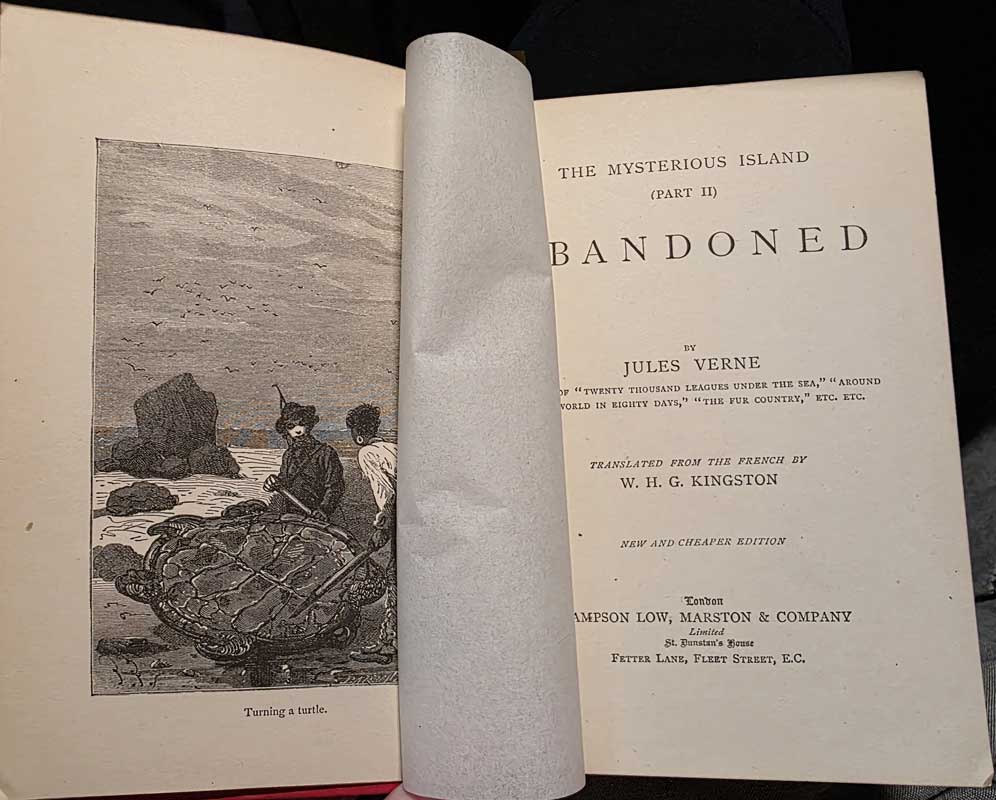 Turning a turtle.
THE MYSTERIOUS ISLAND
(PART II)
BANDONED
BY
JULES VERNE
OF "TWENTY THOUSAND LEAGUES UNDER THE SEA," "AROUND
WORLD IN EIGHTY DAYS," "THE FUR COUNTRY," ETC. ETC.
TRANSLATED FROM THE FRENCH BY
W. H. G. KINGSTON
NEW AND CHEAPER EDITION
London
AMPSON LOW, MARSTON & COMPANY
Limited
St. Dunstan's House
FETTER LANE, FLEET STREET, E.C.